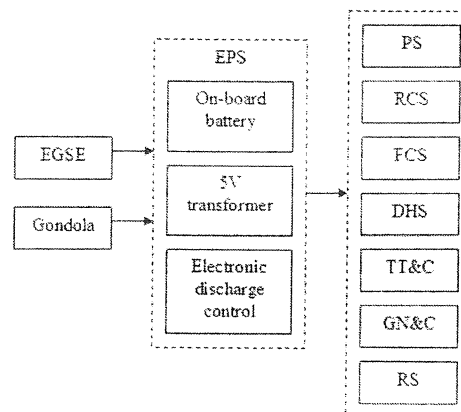 EPS
On-board
battery
5V
transformer
Electronic
discharge
control
EGSE
Gondola
PS
RCS
FCS
DHS
TT&C
GN&C
RS